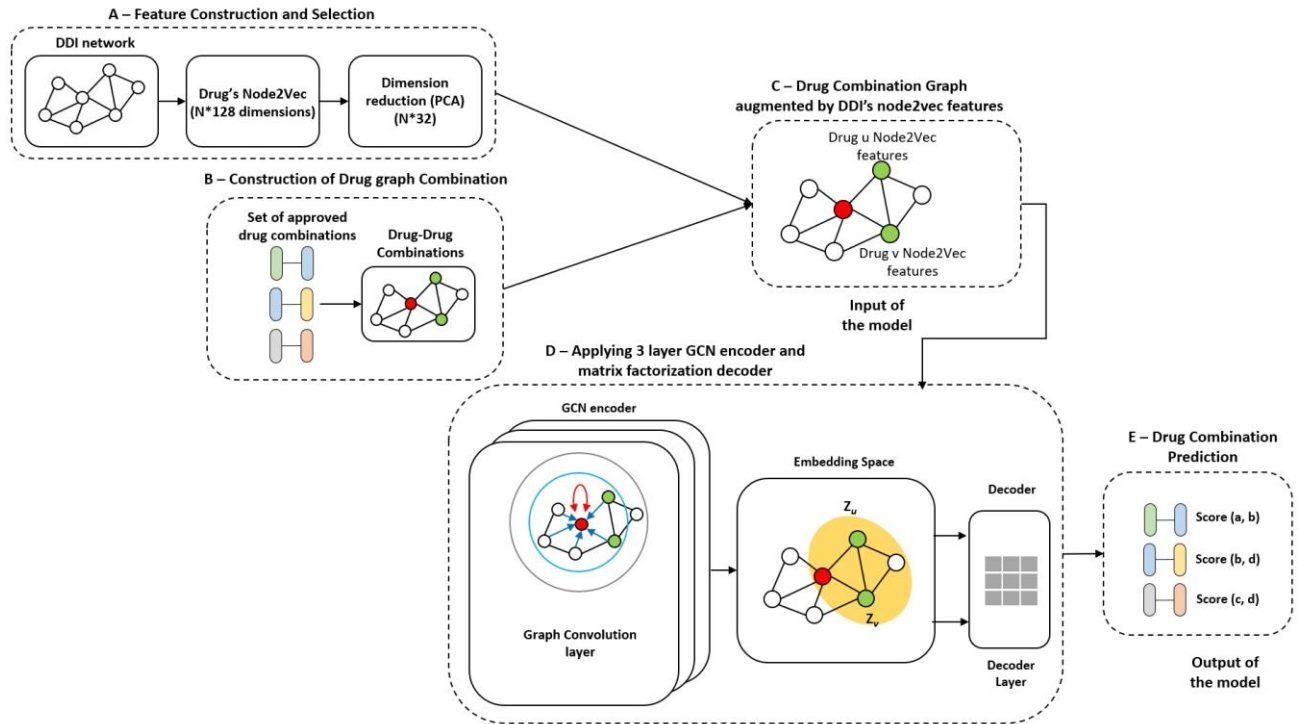 A – Feature Construction and Selection
DDI network
Drug's Node2Vec
(N*128 dimensions)
Dimension
reduction (PCA)
(N*32)
B – Construction of Drug graph Combination
Set of approved
drug combinations
Drug-Drug
Combinations
C – Drug Combination Graph
augmented by DDI's node2vec features
Drug u Node2Vec
features
Drug v Node2Vec
features
Input of
the model
D – Applying 3 layer GCN encoder and
matrix factorization decoder
GCN encoder
Graph Convolution
layer
Embedding Space
Zu
Zv
Decoder
Decoder
Layer
E – Drug Combination
Prediction
Score (a, b)
Score (b, d)
Score (c, d)
Output of
the model